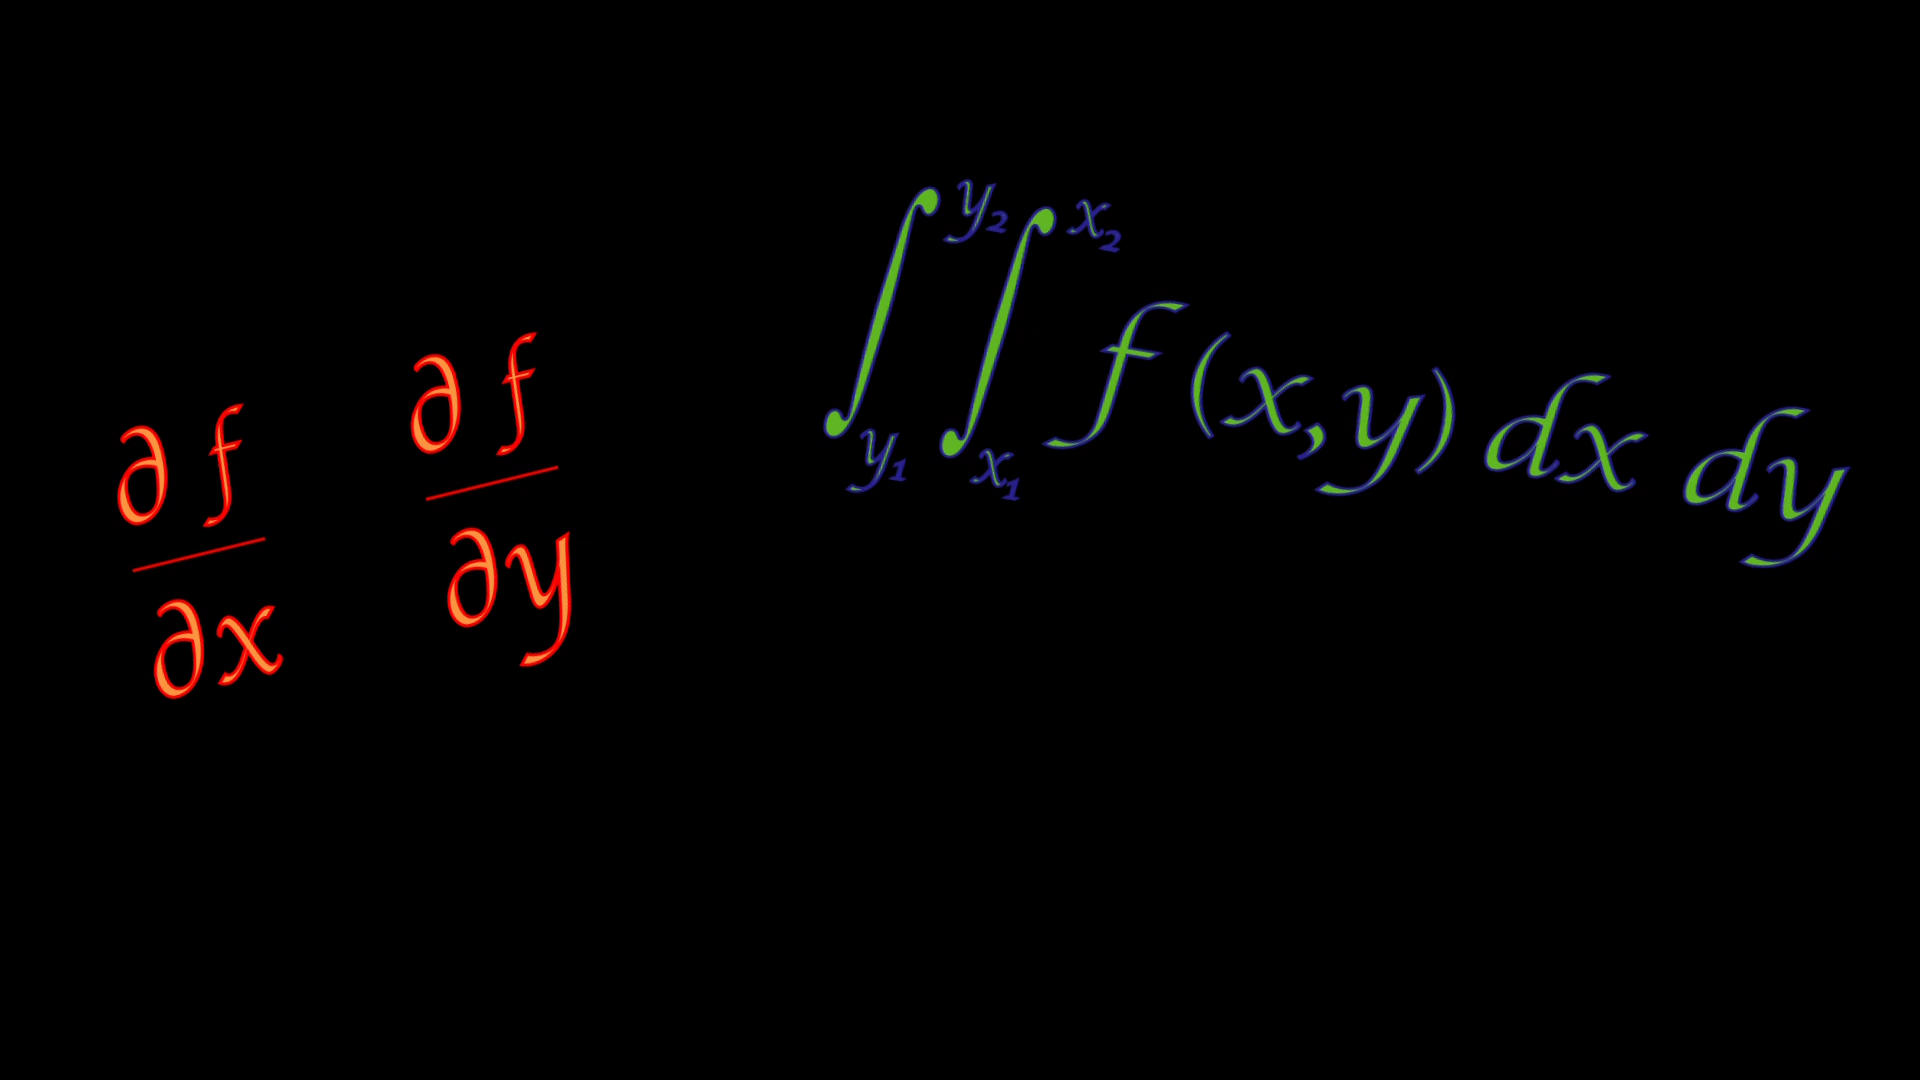 ∂f/∂x
∂f/∂y
∫_{y₁}^{y₂} ∫_{x₁}^{x₂} f(x,y) dx dy